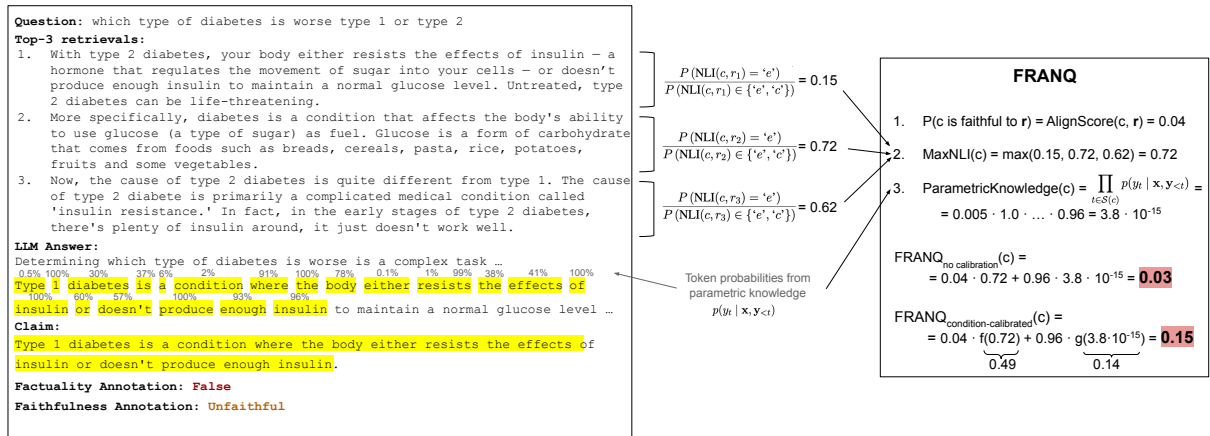 Question: which type of diabetes is worse type 1 or type 2
Top-3 retrievals:
1. With type 2 diabetes, your body either resists the effects of insulin — a
hormone that regulates the movement of sugar into your cells — or doesn't
produce enough insulin to maintain a normal glucose level. Untreated, type
2 diabetes can be life-threatening.
2. More specifically, diabetes is a condition that affects the body's ability
to use glucose (a type of sugar) as fuel. Glucose is a form of carbohydrate
that comes from foods such as breads, cereals, pasta, rice, potatoes,
fruits and some vegetables.
3. Now, the cause of type 2 diabetes is quite different from type 1. The cause
of type 2 diabete is primarily a complicated medical condition called
'insulin resistance.' In fact, in the early stages of type 2 diabetes,
there's plenty of insulin around, it just doesn't work well.
LLM Answer:
Determining which type of diabetes is worse is a complex task …
0.5% 100% 30% 37% 6% 2% 91% 100% 78% 0.1% 1% 99% 38% 41% 100%
Type 1 diabetes is a condition where the body either resists the effects of
100% 60% 57% 100% 93% 96%
insulin or doesn't produce enough insulin to maintain a normal glucose level …
Claim:
Type 1 diabetes is a condition where the body either resists the effects of
insulin or doesn't produce enough insulin.
Factuality Annotation: False
Faithfulness Annotation: Unfaithful
P (NLI(c, r₁) = 'e')
P (NLI(c, r₁) ∈ {'e', 'c'}) = 0.15
P (NLI(c, r₂) = 'e')
P (NLI(c, r₂) ∈ {'e', 'c'}) = 0.72
P (NLI(c, r₃) = 'e')
P (NLI(c, r₃) ∈ {'e', 'c'}) = 0.62
Token probabilities from
parametric knowledge
p(yₜ | x, y<t)
FRANQ
1. P(c is faithful to r) = AlignScore(c, r) = 0.04
2. MaxNLI(c) = max(0.15, 0.72, 0.62) = 0.72
3. ParametricKnowledge(c) = ∏ p(yₜ | x, y<t) =
t∈S(c)
= 0.005 · 1.0 · … · 0.96 = 3.8 · 10⁻¹⁵
FRANQ no calibration(c) =
= 0.04 · 0.72 + 0.96 · 3.8 · 10⁻¹⁵ = 0.03
FRANQ condition-calibrated(c) =
= 0.04 · f(0.72) + 0.96 · g(3.8·10⁻¹⁵) = 0.15
0.49 0.14